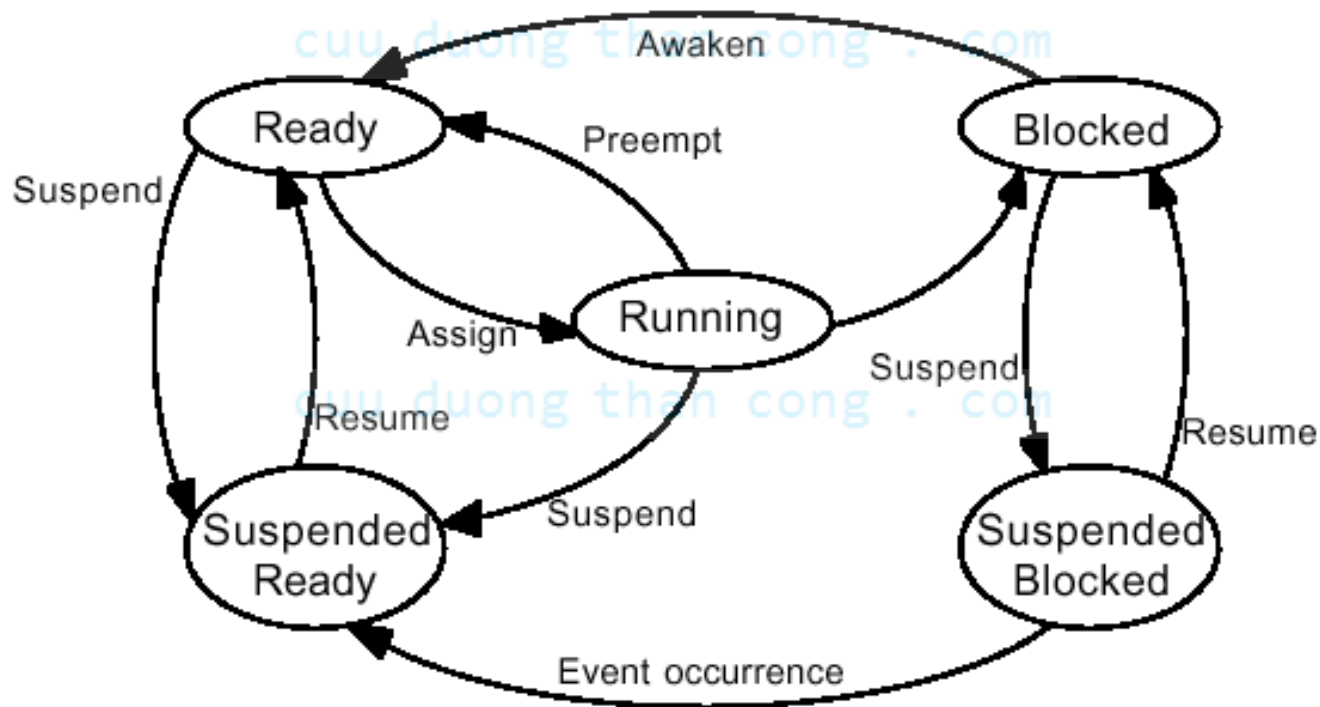 cuu duong than cong . com
Awaken
Ready
Blocked
Preempt
Suspend
Running
Assign
Suspend
cuu duong than cong . com
Resume
Resume
Suspend
Suspended
Ready
Suspended
Blocked
Event occurrence